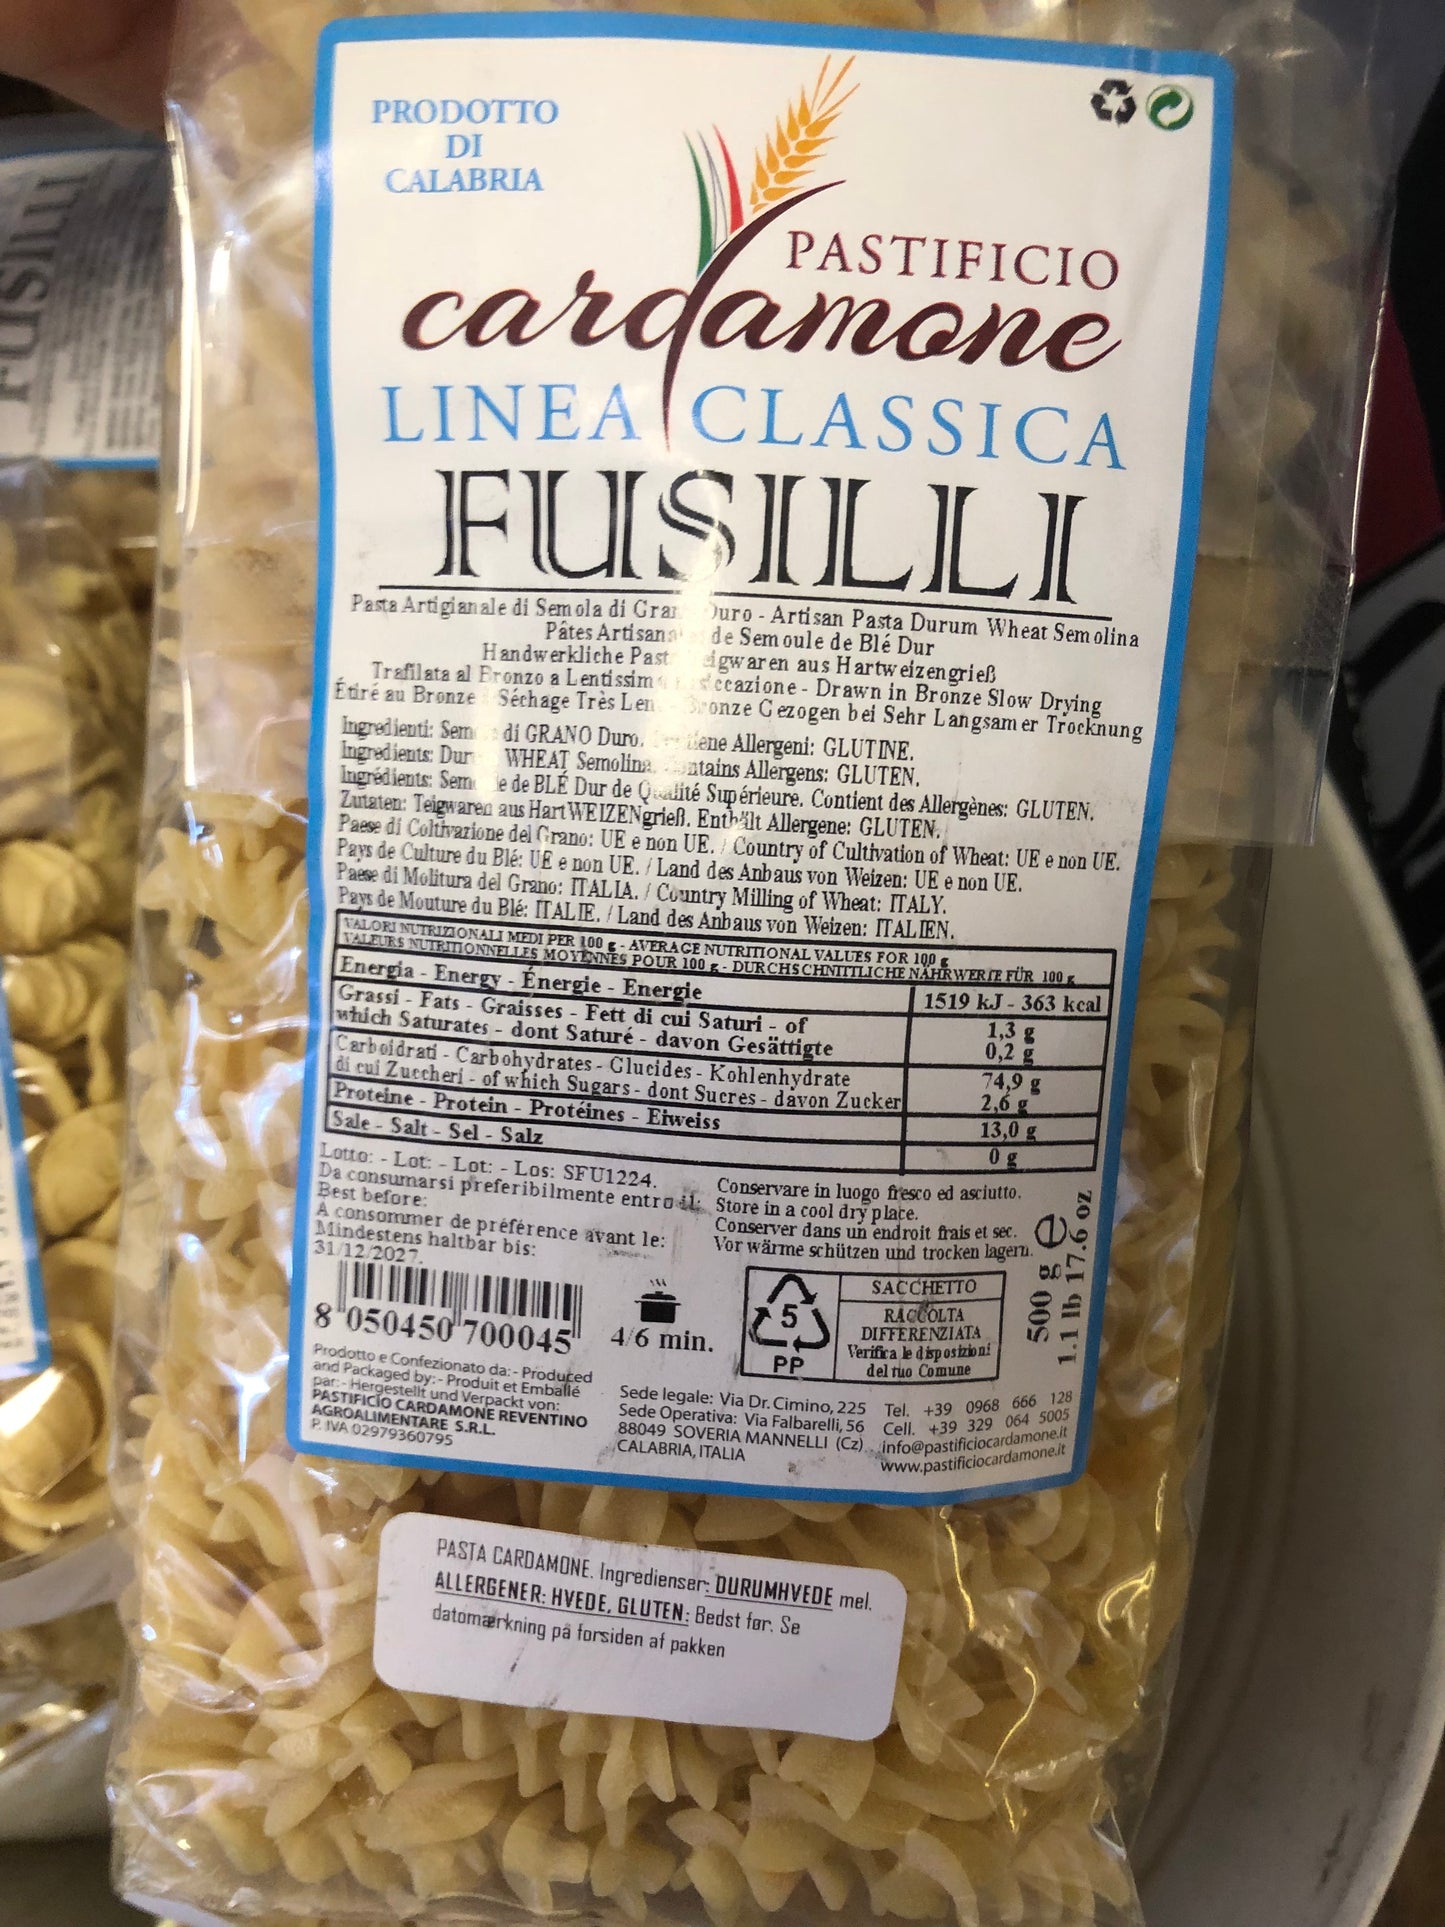 PRODOTTO
DI
CALABRIA
PASTIFICIO
cardamone
LINEA CLASSICA
FUSILLI
Pasta Artigianale di Semola di Duro - Artisan Pasta Durum Wheat Semolina
Pâtes de Semoule de Blé Dur
Handwerkliche aus Hartweizengrieß
Trafilata al Bronzo a - Drawn in Bronze Slow Drying
Étiré au Bronze Séchage Très Gezogen bei Sehr Langsamer Trocknung
Ingredienti: di GRANO Duro. Allergeni: GLUTINE.
Ingredients: WHEAT Semolina. Allergens: GLUTEN.
Ingrédients: de BLÉ Dur de Qualité Supérieure. Contient des Allergènes: GLUTEN.
Zutaten: Teigwaren aus HartWEIZENgrieß. Enthält Allergene: GLUTEN.
Paese di Coltivazione del Grano: UE e non UE. / Country of Cultivation of Wheat: UE e non UE.
Pays de Culture du Blé: UE e non UE. / Land des Anbaus von Weizen: UE e non UE.
Paese di Molitura del Grano: ITALIA. / Country Milling of Wheat: ITALY.
Pays de Mouture du Blé: ITALIE. / Land des Anbaus von Weizen: ITALIEN.
VALORI NUTRIZIONALI MEDI PER 100 g - AVERAGE NUTRITIONAL VALUES FOR 100 g
VALEURS NUTRITIONNELLES MOYENNES POUR 100 g - DURCHSCHNITTLICHE NÄHRWERTE FÜR 100 g
Energia - Energy - Énergie - Energie 1519 kJ - 363 kcal
Grassi - Fats - Graisses - Fett di cui Saturi - of 1,3 g
which Saturates - dont Saturé - davon Gesättigte 0,2 g
Carboidrati - Carbohydrates - Glucides - Kohlenhydrate 74,9 g
di cui Zuccheri - of which Sugars - dont Sucres - davon Zucker 2,6 g
Proteine - Protein - Protéines - Eiweiss 13,0 g
Sale - Salt - Sel - Salz 0 g
Lotto: - Lot: - Lot: - Los: SFU1224.
Da consumarsi preferibilmente entro il:
Best before:
A consommer de préférence avant le:
Mindestens haltbar bis:
31/12/2027.
Conservare in luogo fresco ed asciutto.
Store in a cool dry place.
Conserver dans un endroit frais et sec.
Vor wärme schützen und trocken lagern.
500 g e
1.1 lb 17.6 oz
8 050450 700045
4/6 min.
5
PP
SACCHETTO
RACCOLTA
DIFFERENZIATA
Verifica le disposizioni
del tuo Comune
Prodotto e Confezionato da:- Produced
and Packaged by:- Produit et Emballé
par:- Hergestellt und Verpackt von:
PASTIFICIO CARDAMONE REVENTINO
AGROALIMENTARE S.R.L.
P. IVA 02979360795
Sede legale: Via Dr. Cimino, 225
Sede Operativa: Via Falbarelli, 56
88049 SOVERIA MANNELLI (Cz)
CALABRIA, ITALIA
Tel. +39 0968 666 128
Cell. +39 329 064 5005
info@pastificiocardamone.it
www.pastificiocardamone.it
PASTA CARDAMONE. Ingredienser: DURUMHVEDE mel.
ALLERGENER: HVEDE, GLUTEN: Bedst før: Se
datomærkning på forsiden af pakken